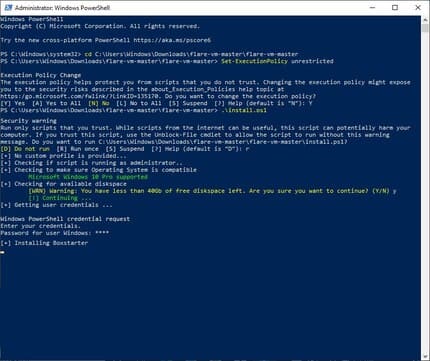 Administrator: Windows PowerShell
Windows PowerShell
Copyright (C) Microsoft Corporation. All rights reserved.
Try the new cross-platform PowerShell https://aka.ms/pscore6
PS C:\Windows\system32> cd C:\Users\Windows\Downloads\flare-vm-master\flare-vm-master
PS C:\Users\Windows\Downloads\flare-vm-master\flare-vm-master> Set-ExecutionPolicy unrestricted
Execution Policy Change
The execution policy helps protect you from scripts that you do not trust. Changing the execution policy might expose
you to the security risks described in the about_Execution_Policies help topic at
https:/go.microsoft.com/fwlink/?LinkID=135170. Do you want to change the execution policy?
[Y] Yes [A] Yes to All [N] No [L] No to All [S] Suspend [?] Help (default is "N"): Y
PS C:\Users\Windows\Downloads\flare-vm-master\flare-vm-master> .\install.ps1
Security warning
Run only scripts that you trust. While scripts from the internet can be useful, this script can potentially harm your
computer. If you trust this script, use the Unblock-File cmdlet to allow the script to run without this warning
message. Do you want to run C:\Users\Windows\Downloads\flare-vm-master\flare-vm-master\install.ps1?
[D] Do not run [R] Run once [S] Suspend [?] Help (default is "D"): r
[+] No custom profile is provided...
[+] Checking if script is running as administrator..
[+] Checking to make sure Operating System is compatible
Microsoft Windows 10 Pro supported
[+] Checking for available diskspace
[WRN] Warning: You have less than 40Gb of free diskspace left. Are you sure you want to continue? (Y/N) y
[!] Continuing ...
[+] Getting user credentials ...
Windows PowerShell credential request
Enter your credentials.
Password for user Windows: ****
[+] Installing Boxstarter